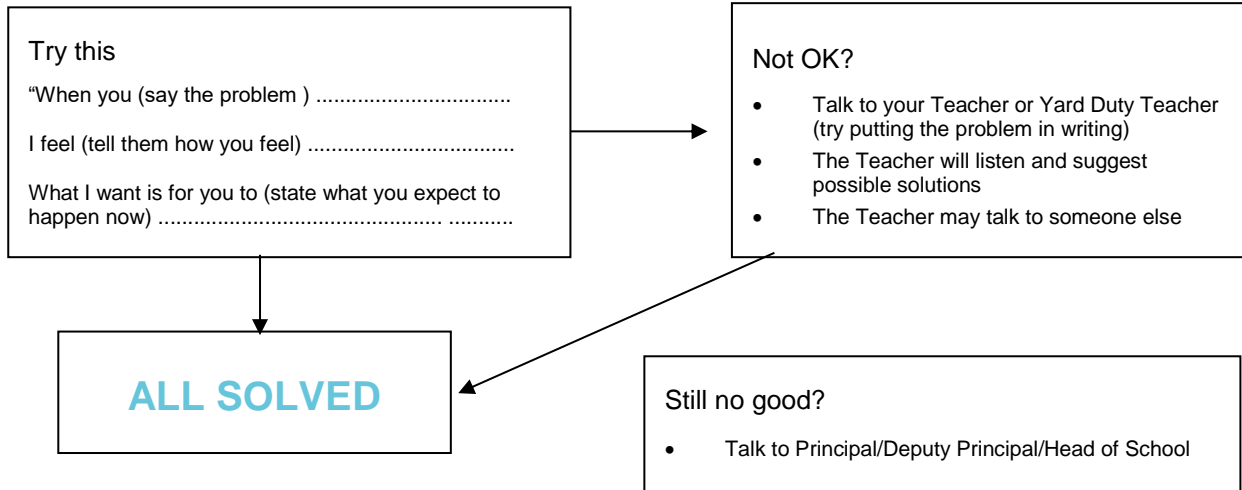 Try this
“When you (say the problem ) .................................
I feel (tell them how you feel) ...................................
What I want is for you to (state what you expect to
happen now) ................................................ ...........
Not OK?
• Talk to your Teacher or Yard Duty Teacher
(try putting the problem in writing)
• The Teacher will listen and suggest
possible solutions
• The Teacher may talk to someone else
ALL SOLVED
Still no good?
• Talk to Principal/Deputy Principal/Head of School